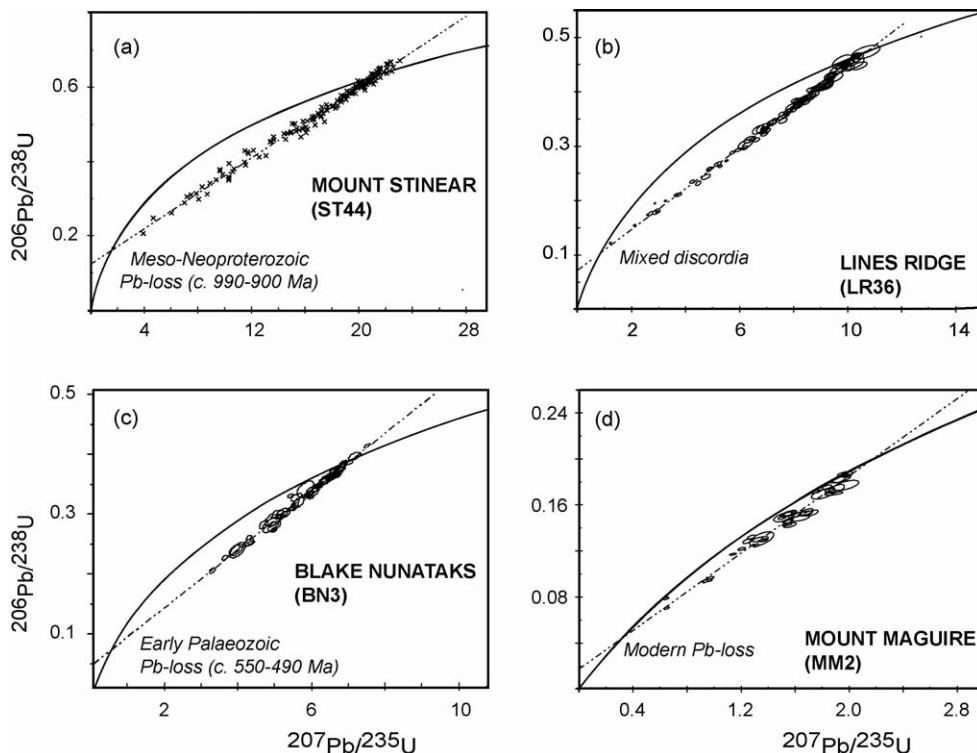 (a)
0.6
0.2
206Pb/238U
MOUNT STINEAR
(ST44)
Meso-Neoproterozoic
Pb-loss (c. 990-900 Ma)
4
12
20
28
(b)
0.5
0.3
0.1
Mixed discordia
LINES RIDGE
(LR36)
2
6
10
14
(c)
0.5
0.3
0.1
206Pb/238U
BLAKE NUNATAKS
(BN3)
Early Palaeozoic
Pb-loss (c. 550-490 Ma)
2
6
10
207Pb/235U
(d)
0.24
0.16
0.08
Modern Pb-loss
MOUNT MAGUIRE
(MM2)
0.4
1.2
2.0
2.8
207Pb/235U